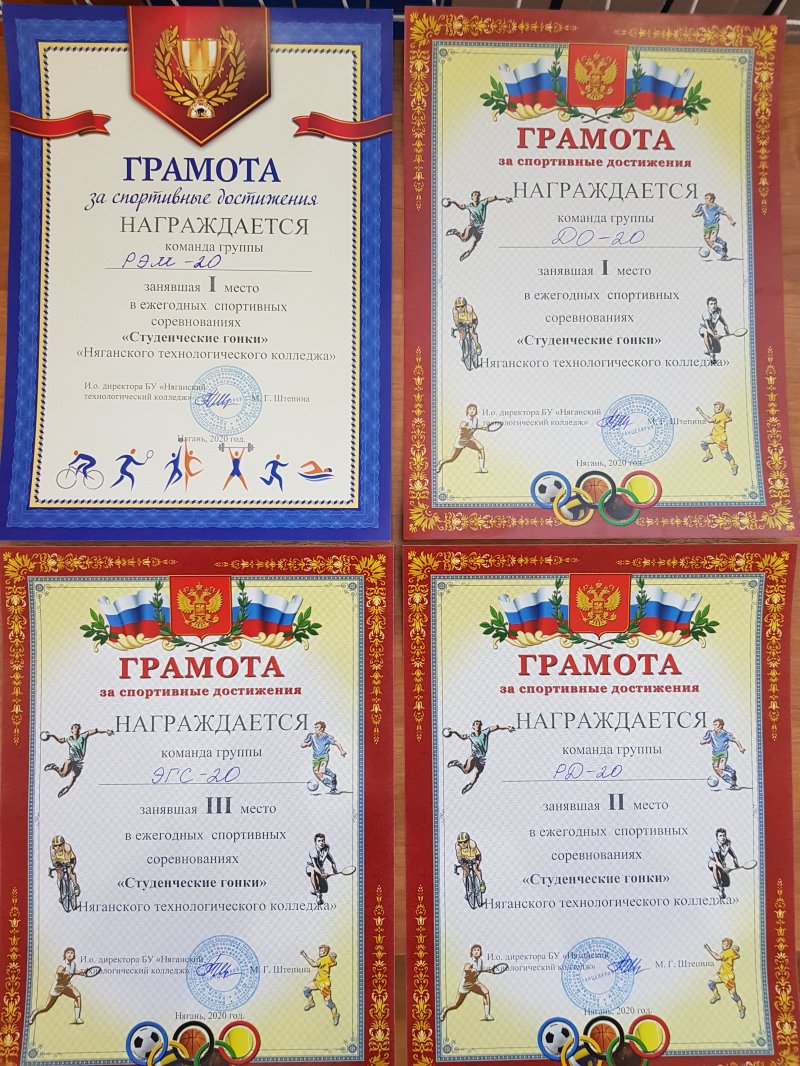 ГРАМОТА
за спортивные достижения
НАГРАЖДАЕТСЯ
команда группы
РЭМ-20
занявшая I место
в ежегодных спортивных
соревнованиях
«Студенческие гонки»
«Няганского технологического колледжа»
И.о. директора БУ «Няганский
технологический колледж»
М. Г. Штепина
Нягань, 2020 год.
ГРАМОТА
за спортивные достижения
НАГРАЖДАЕТСЯ
команда группы
ДО-20
занявшая I место
в ежегодных спортивных
соревнованиях
«Студенческие гонки»
«Няганского технологического колледжа»
И.о. директора БУ «Няганский
технологический колледж»
М. Г. Штепина
Нягань, 2020 год.
ГРАМОТА
за спортивные достижения
НАГРАЖДАЕТСЯ
команда группы
ЭГС-20
занявшая III место
в ежегодных спортивных
соревнованиях
«Студенческие гонки»
«Няганского технологического колледжа»
И.о. директора БУ «Няганский
технологический колледж»
М. Г. Штепина
Нягань, 2020 год.
ГРАМОТА
за спортивные достижения
НАГРАЖДАЕТСЯ
команда группы
РД-20
занявшая II место
в ежегодных спортивных
соревнованиях
«Студенческие гонки»
«Няганского технологического колледжа»
И.о. директора БУ «Няганский
технологический колледж»
М. Г. Штепина
Нягань, 2020 год.